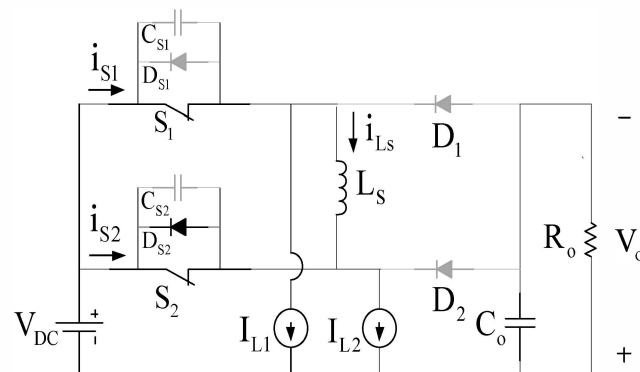 C_S1
i_S1
D_S1
S_1
i_Ls
D_1
−
C_S2
L_S
i_S2
D_S2
R_o
V_o
S_2
D_2
V_DC
+
-
I_L1
I_L2
C_o
+